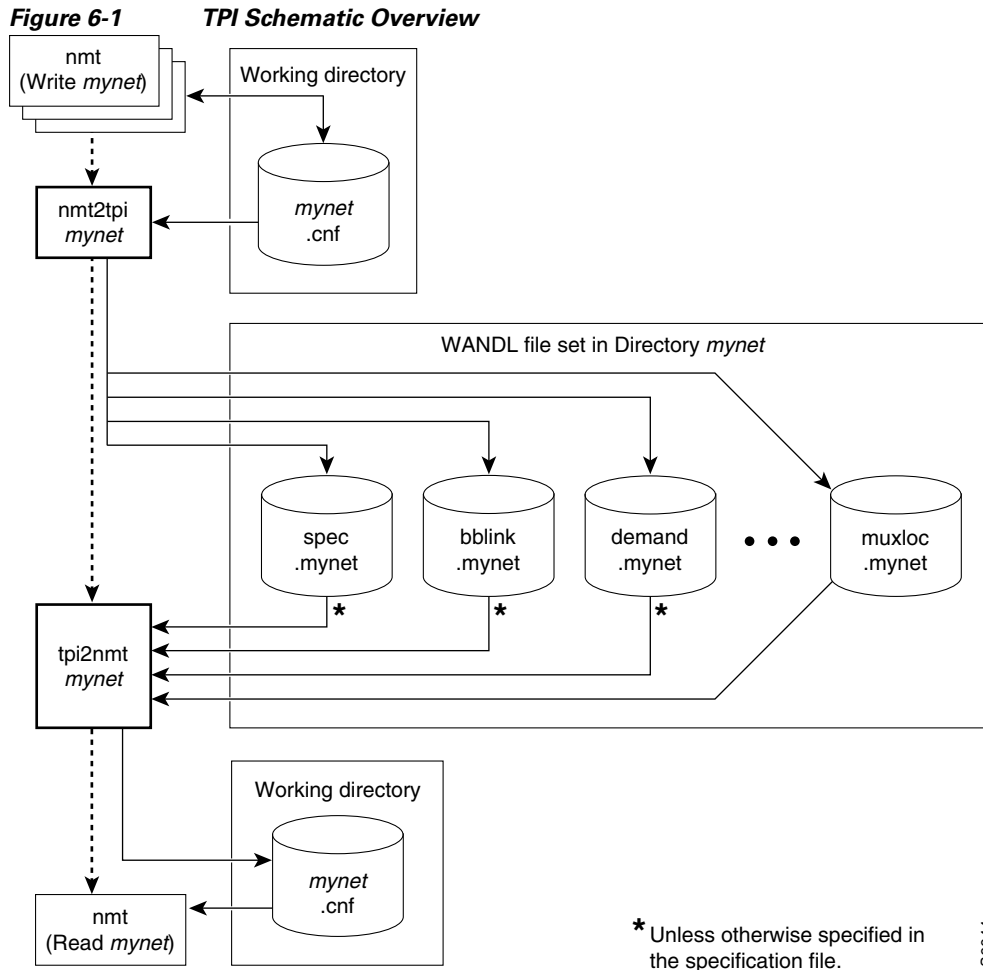 Figure 6-1 TPI Schematic Overview
nmt
(Write mynet)
Working directory
mynet
.cnf
nmt2tpi
mynet
WANDL file set in Directory mynet
spec
.mynet
bblink
.mynet
demand
.mynet
• • •
muxloc
.mynet
*
*
*
tpi2nmt
mynet
Working directory
mynet
.cnf
nmt
(Read mynet)
* Unless otherwise specified in
the specification file.